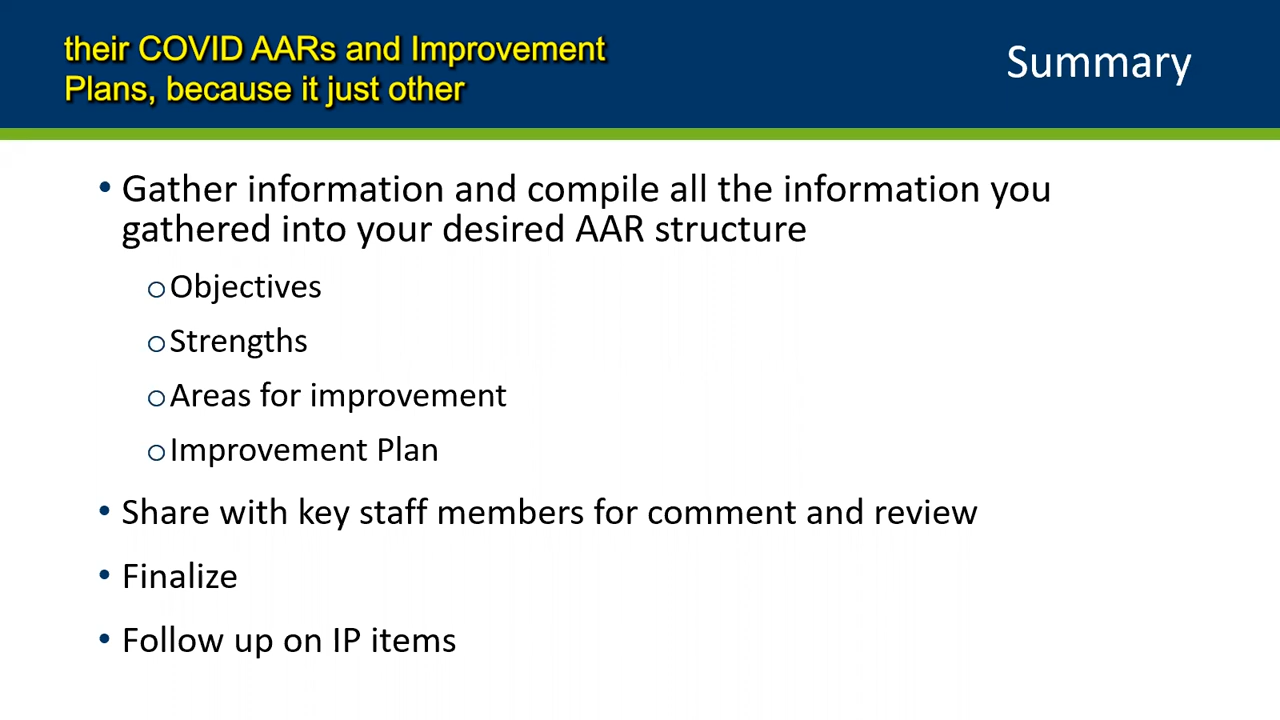 their COVID AARs and Improvement
Plans, because it just other
Summary
• Gather information and compile all the information you
gathered into your desired AAR structure
o Objectives
o Strengths
o Areas for improvement
o Improvement Plan
• Share with key staff members for comment and review
• Finalize
• Follow up on IP items